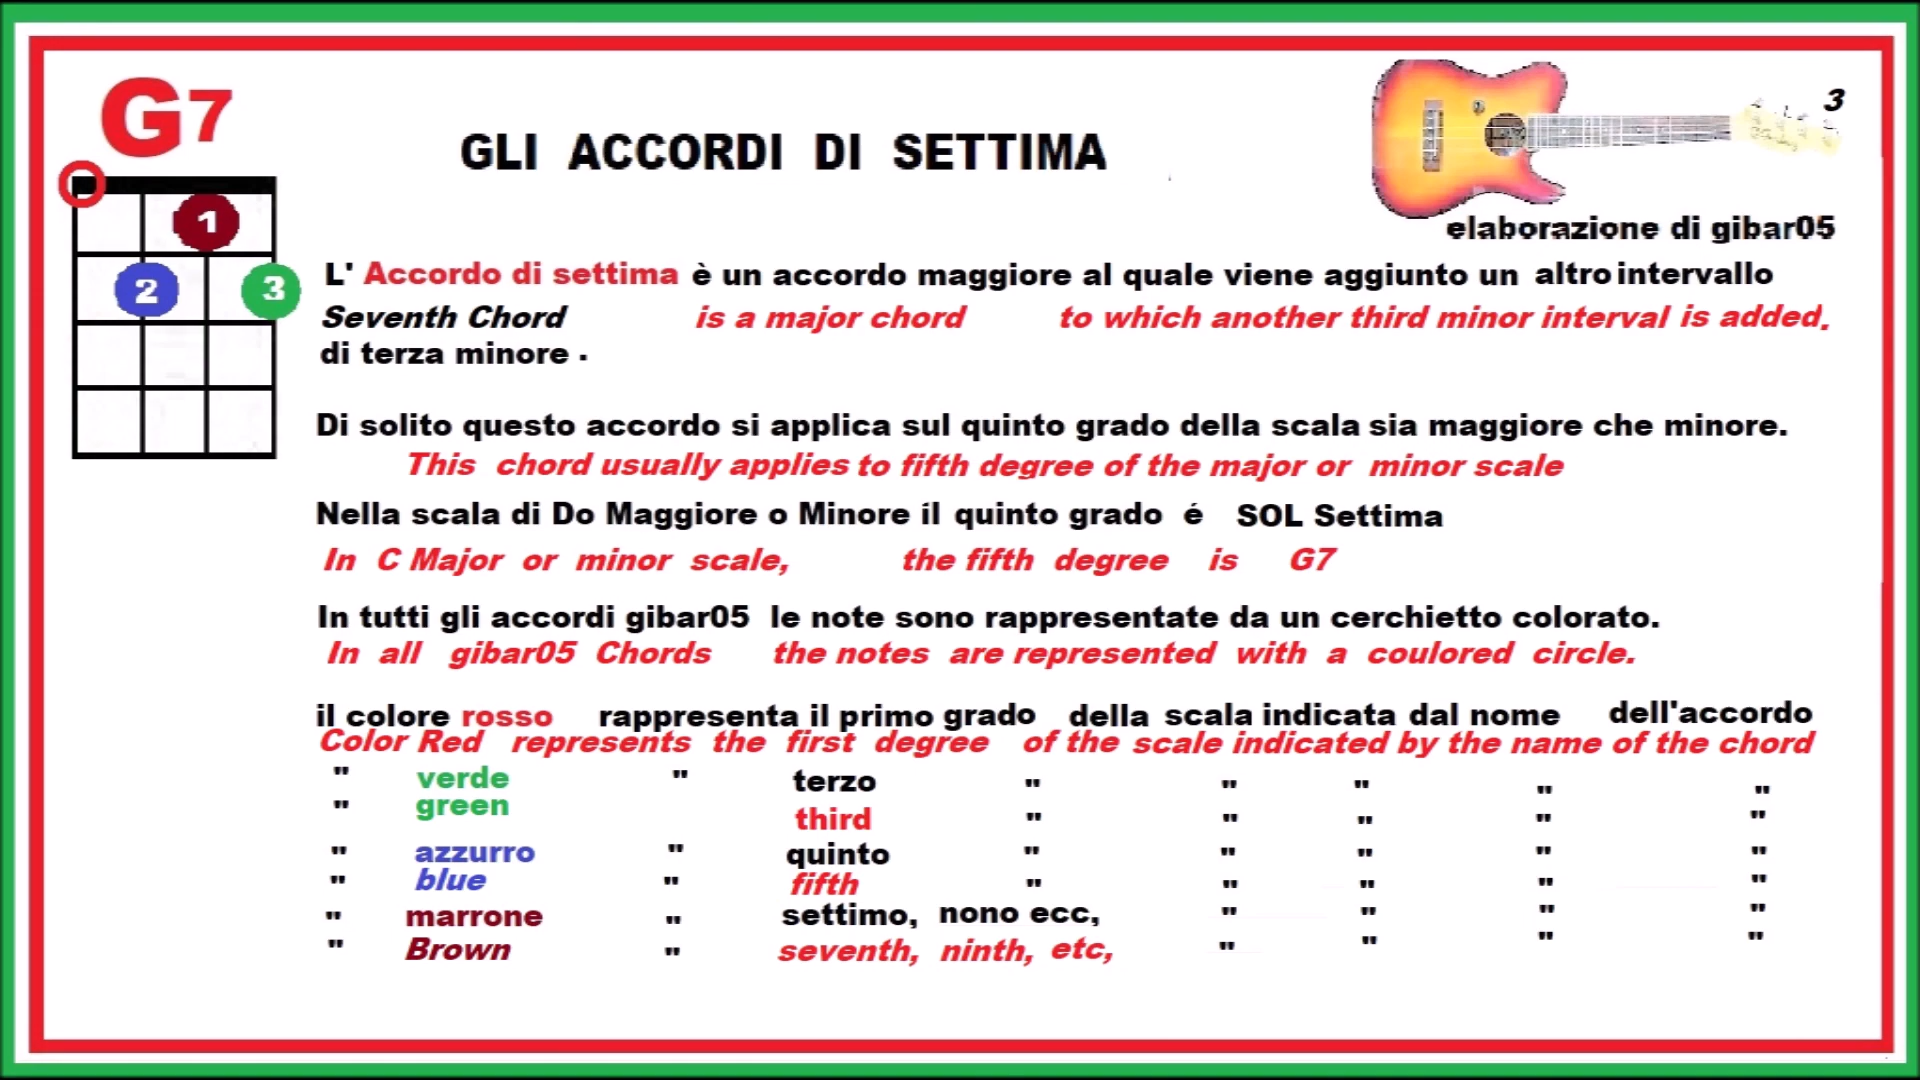 G7
3
GLI ACCORDI DI SETTIMA
elaborazione di gibar05
1
2
3
L' Accordo di settima è un accordo maggiore al quale viene aggiunto un altro intervallo
Seventh Chord is a major chord to which another third minor interval is added.
di terza minore .
Di solito questo accordo si applica sul quinto grado della scala sia maggiore che minore.
This chord usually applies to fifth degree of the major or minor scale
Nella scala di Do Maggiore o Minore íl quinto grado é SOL Settima
In C Major or minor scale, the fifth degree is G7
In tutti gli accordi gibar05 le note sono rappresentate da un cerchietto colorato.
In all gibar05 Chords the notes are represented with a coulored circle.
il colore rosso rappresenta il primo grado della scala indicata dal nome dell'accordo
Color Red represents the first degree of the scale indicated by the name of the chord
" verde " terzo " " " " "
" green third " " " " "
" azzurro " quinto " " " " "
" blue " fifth " " " " "
" marrone " settimo, nono ecc, " " " "
" Brown " seventh, ninth, etc, " " " "